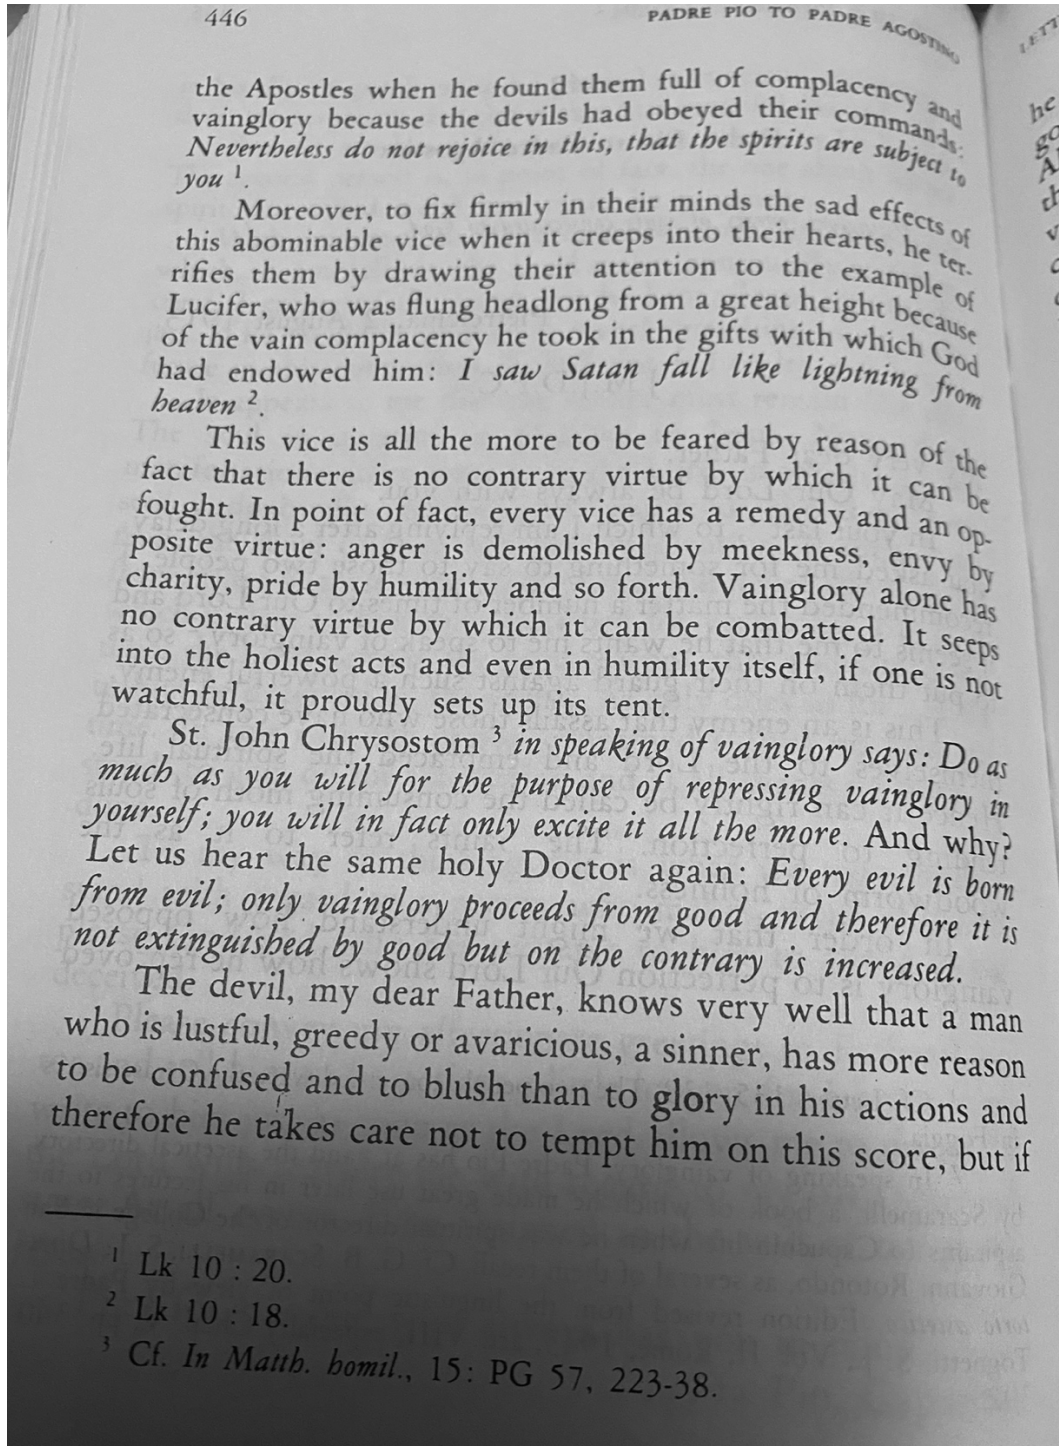 446
PADRE PIO TO PADRE AGOSTINO
the Apostles when he found them full of complacency and
vainglory because the devils had obeyed their commands:
Nevertheless do not rejoice in this, that the spirits are subject to
you 1.
Moreover, to fix firmly in their minds the sad effects of
this abominable vice when it creeps into their hearts, he ter-
rifies them by drawing their attention to the example of
Lucifer, who was flung headlong from a great height because
of the vain complacency he took in the gifts with which God
had endowed him: I saw Satan fall like lightning from
heaven 2.
This vice is all the more to be feared by reason of the
fact that there is no contrary virtue by which it can be
fought. In point of fact, every vice has a remedy and an op-
posite virtue: anger is demolished by meekness, envy by
charity, pride by humility and so forth. Vainglory alone has
no contrary virtue by which it can be combatted. It seeps
into the holiest acts and even in humility itself, if one is not
watchful, it proudly sets up its tent.
St. John Chrysostom 3 in speaking of vainglory says: Do as
much as you will for the purpose of repressing vainglory in
yourself; you will in fact only excite it all the more. And why?
Let us hear the same holy Doctor again: Every evil is born
from evil; only vainglory proceeds from good and therefore it is
not extinguished by good but on the contrary is increased.
The devil, my dear Father, knows very well that a man
who is lustful, greedy or avaricious, a sinner, has more reason
to be confused and to blush than to glory in his actions and
therefore he takes care not to tempt him on this score, but if
1 Lk 10 : 20.
2 Lk 10 : 18.
3 Cf. In Matth. homil., 15: PG 57, 223-38.